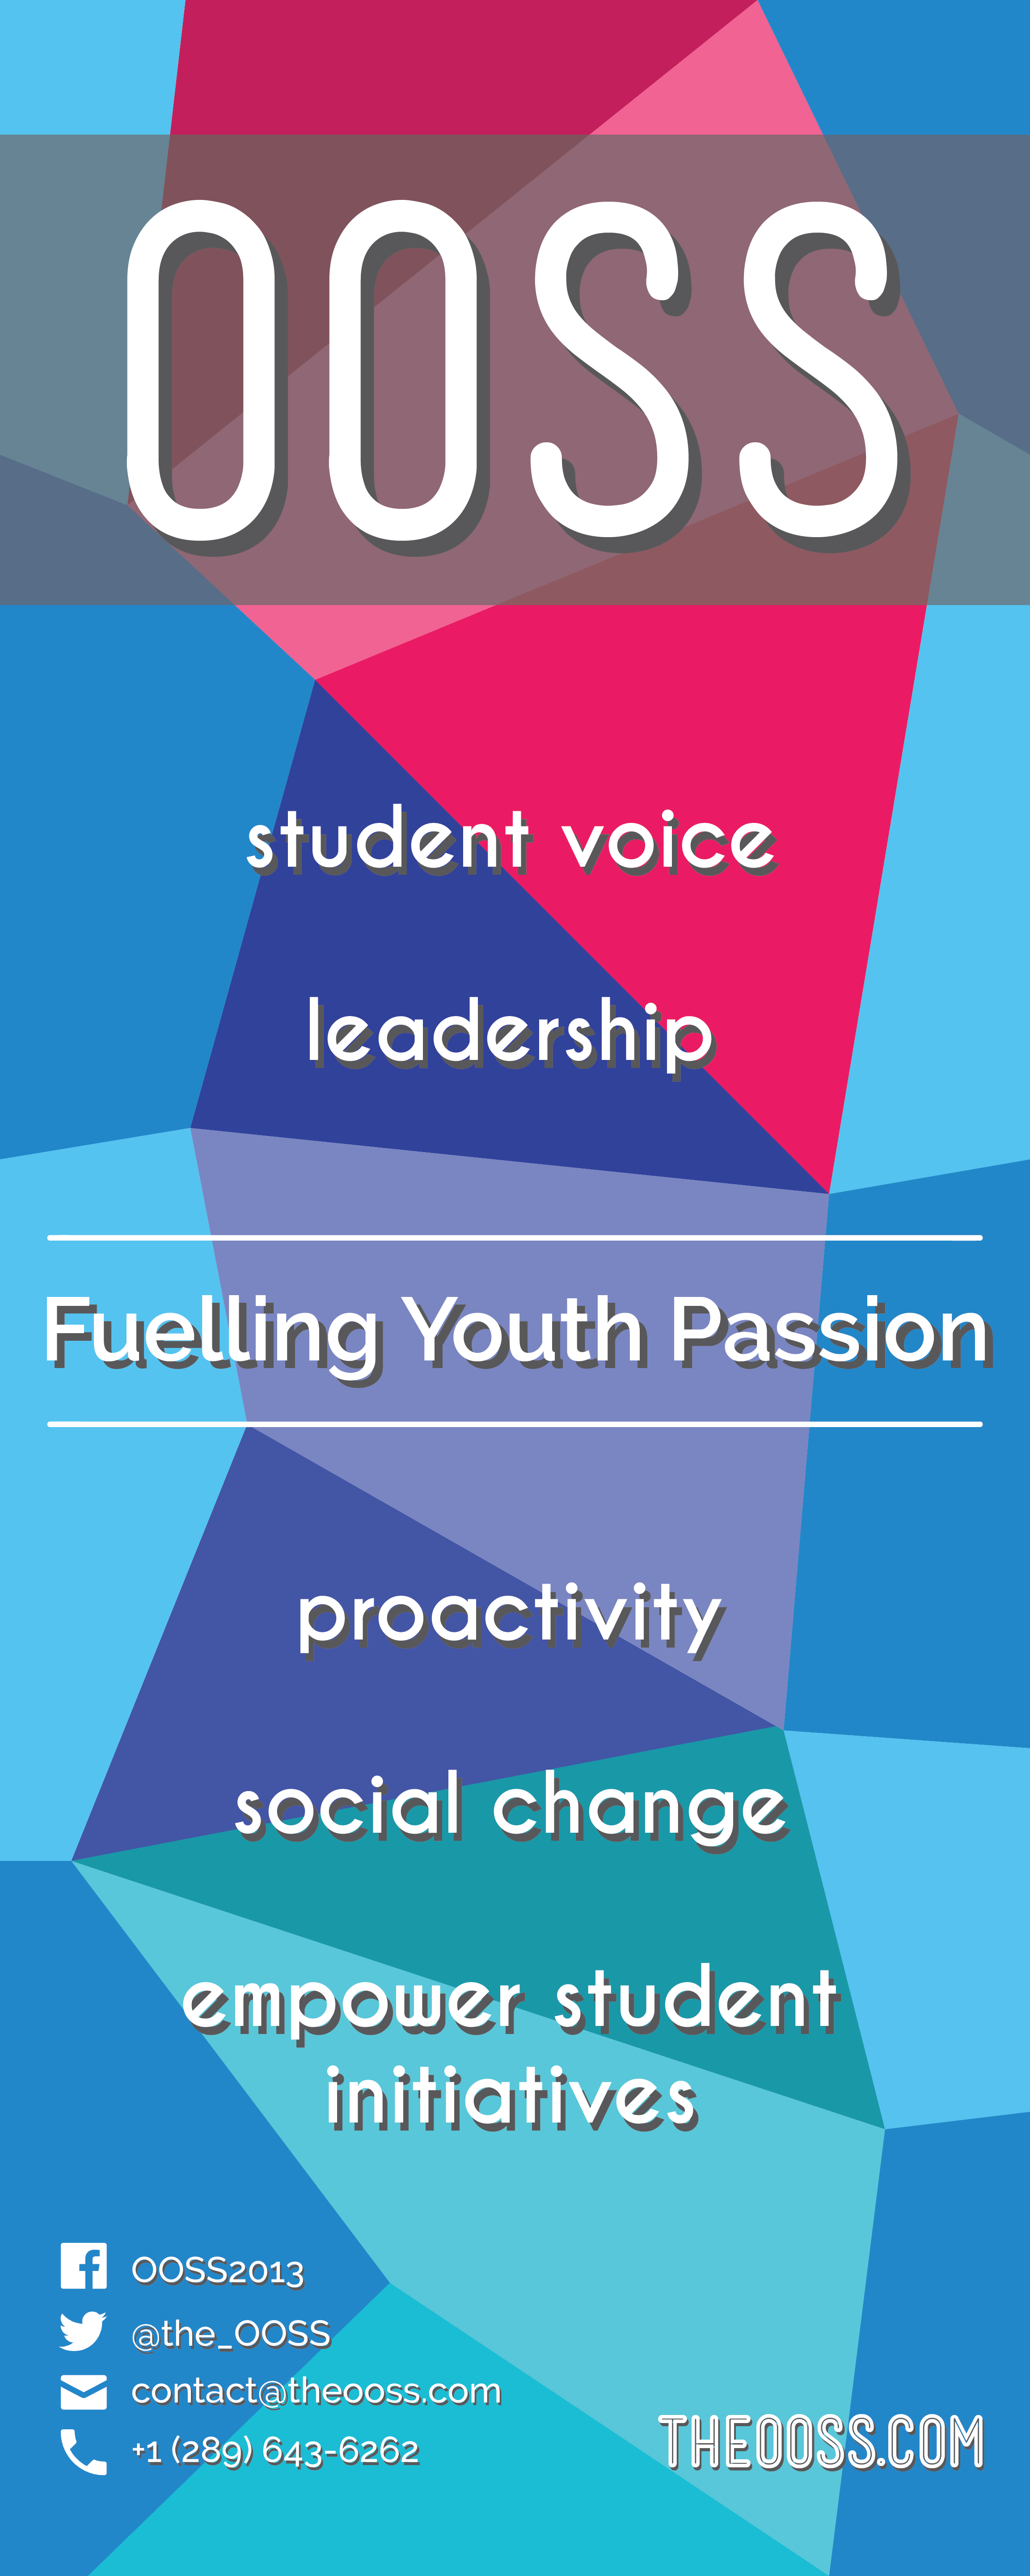 OOSS
student voice
leadership
Fuelling Youth Passion
proactivity
social change
empower student
initiatives
OOSS2013
@the_OOSS
contact@theooss.com
+1 (289) 643-6262
THEOOSS.COM